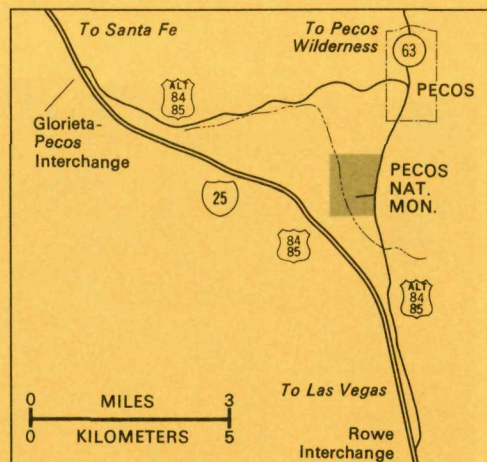 To Santa Fe
To Pecos
Wilderness
63
ALT
84
85
PECOS
Glorieta-
Pecos
Interchange
PECOS
NAT.
MON.
25
84
85
ALT
84
85
To Las Vegas
0 MILES 3
0 KILOMETERS 5
Rowe
Interchange